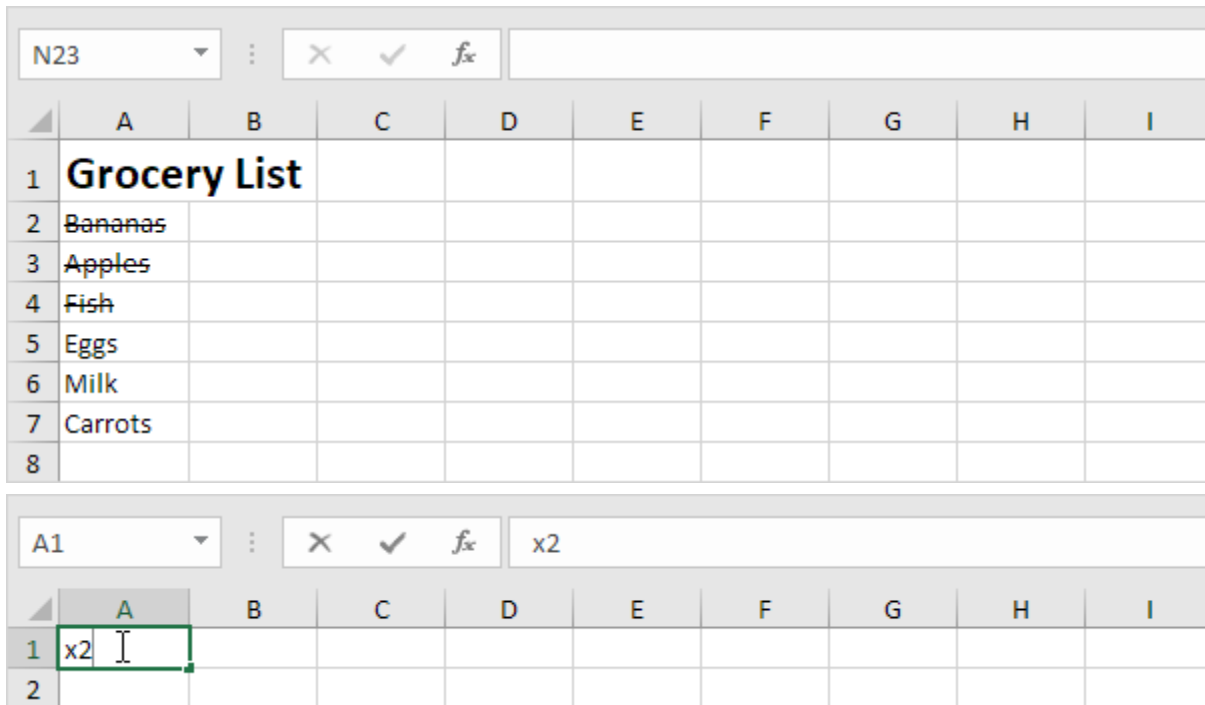 N23 fx
A B C D E F G H I
1 Grocery List
2 Bananas
3 Apples
4 Fish
5 Eggs
6 Milk
7 Carrots
8
A1 fx x2
A B C D E F G H I
1 x2
2